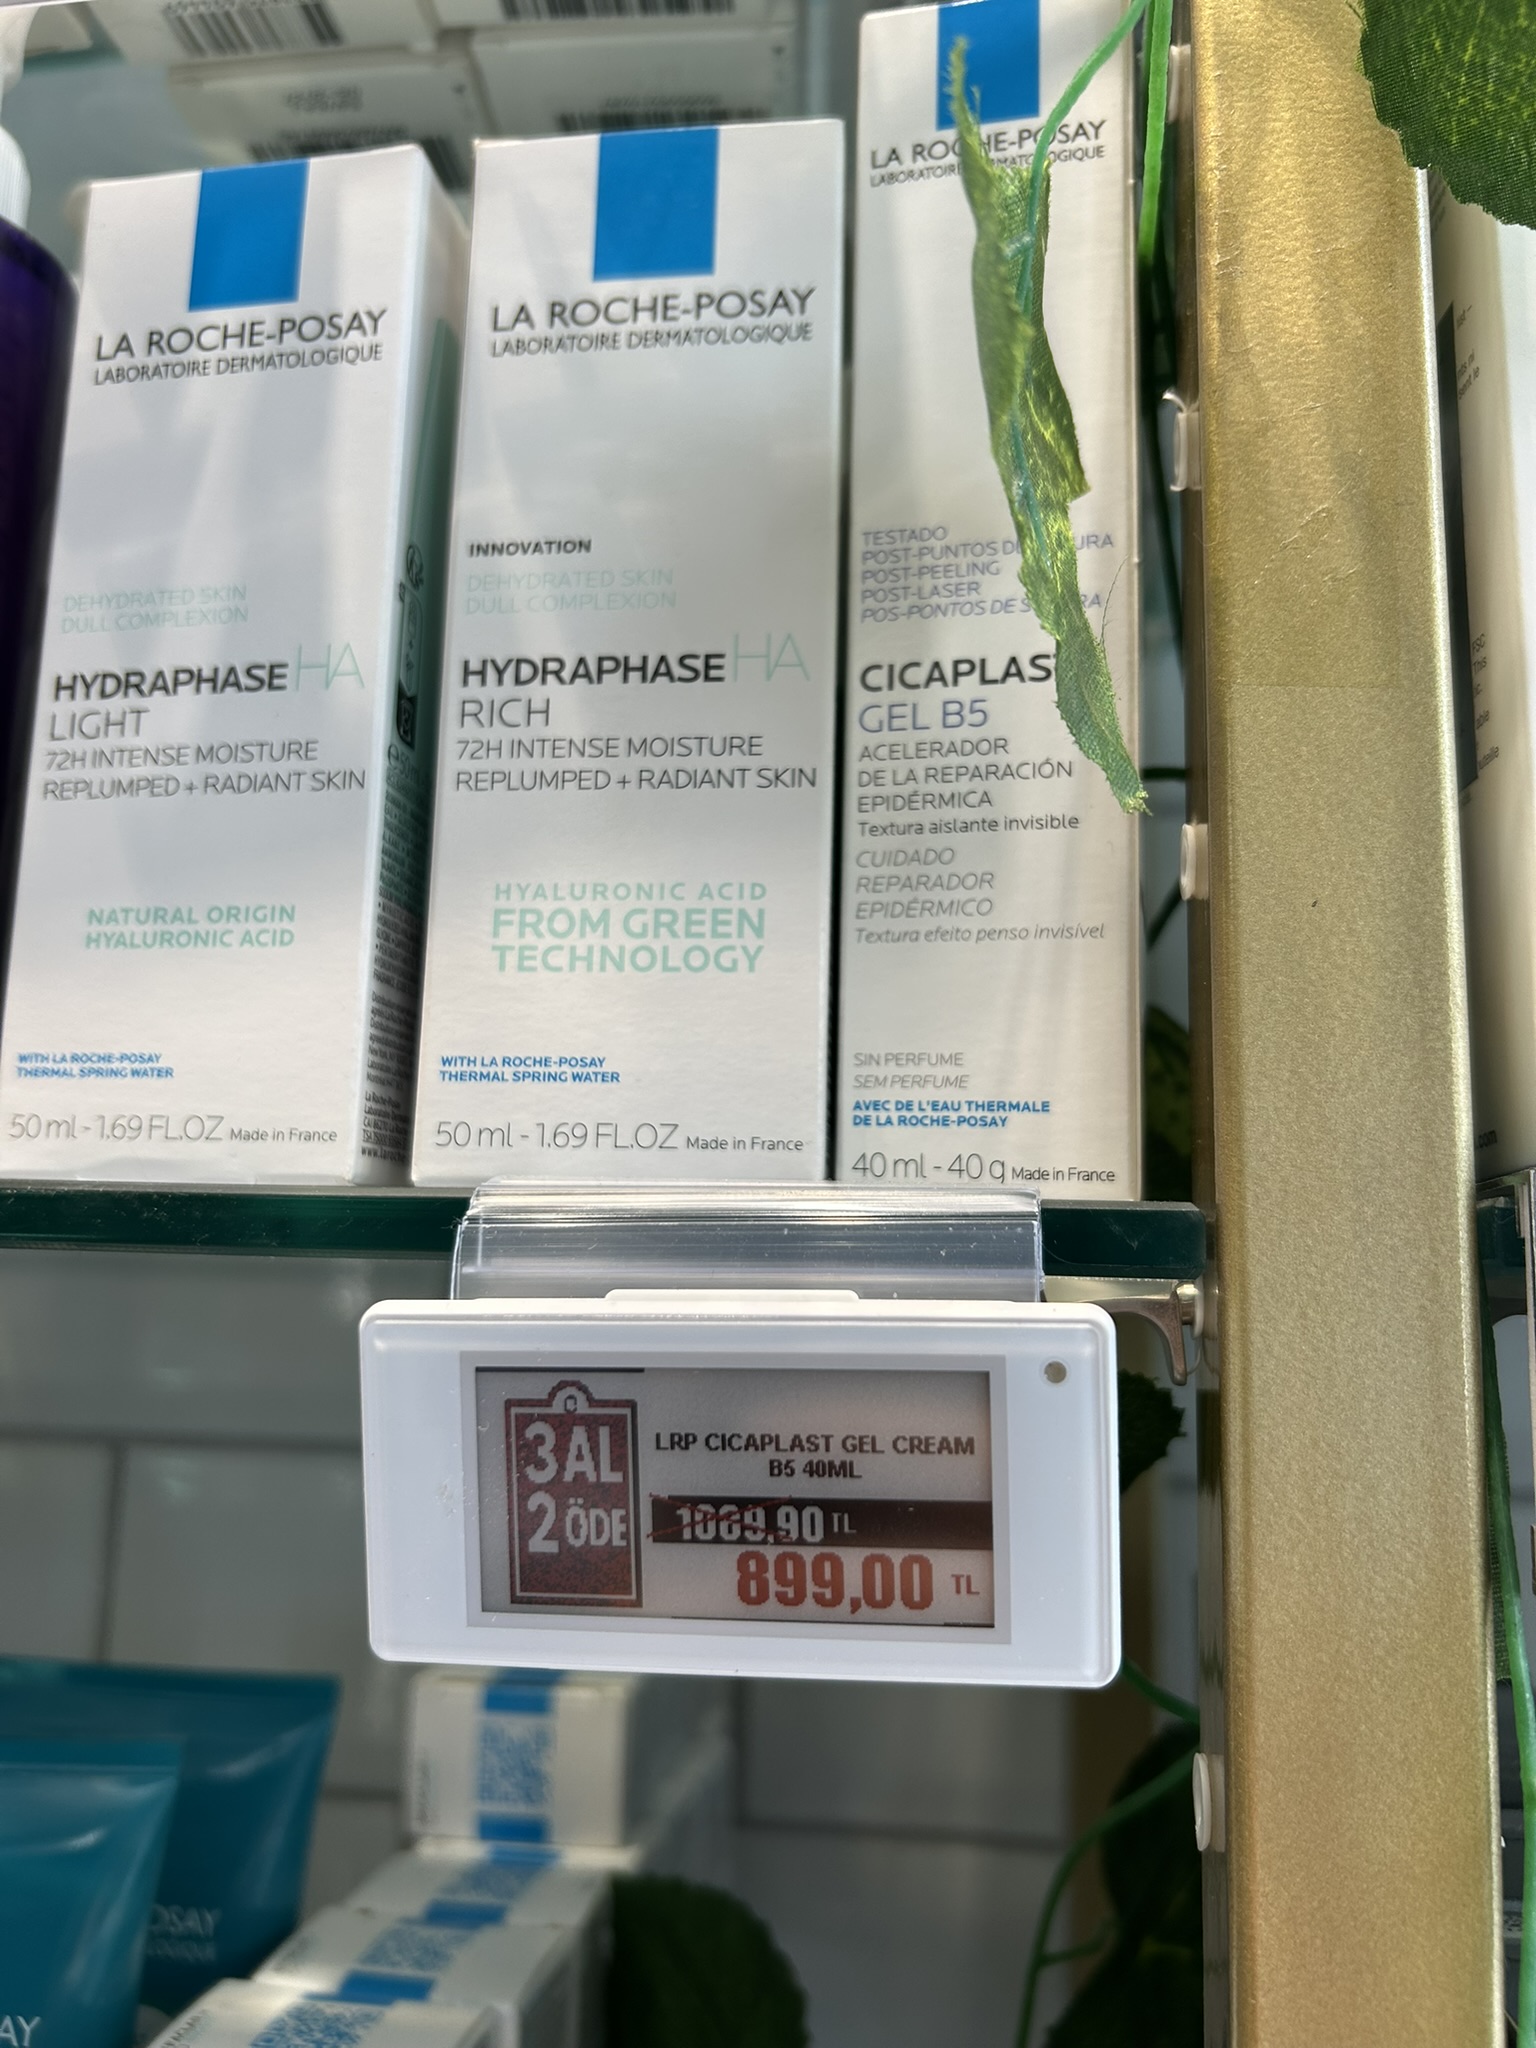 LA ROCHE-POSAY
LABORATOIRE DERMATOLOGIQUE
DEHYDRATED SKIN
DULL COMPLEXION
HYDRAPHASE HA
LIGHT
72H INTENSE MOISTURE
REPLUMPED + RADIANT SKIN
NATURAL ORIGIN
HYALURONIC ACID
WITH LA ROCHE-POSAY
THERMAL SPRING WATER
50 ml - 1.69 FL.OZ Made in France
LA ROCHE-POSAY
LABORATOIRE DERMATOLOGIQUE
INNOVATION
DEHYDRATED SKIN
DULL COMPLEXION
HYDRAPHASE HA
RICH
72H INTENSE MOISTURE
REPLUMPED + RADIANT SKIN
HYALURONIC ACID
FROM GREEN
TECHNOLOGY
WITH LA ROCHE-POSAY
THERMAL SPRING WATER
50 ml - 1.69 FL.OZ Made in France
LA ROCHE-POSAY
LABORATOIRE DERMATOLOGIQUE
TESTADO
POST-PUNTOS
POST-PEELING
POST-LASER
POS-PONTOS DE
CICAPLAST
GEL B5
ACELERADOR
DE LA REPARACIÓN
EPIDÉRMICA
Textura aislante invisible
CUIDADO
REPARADOR
EPIDÉRMICO
Textura efeito penso invisível
SIN PERFUME
SEM PERFUME
AVEC DE L'EAU THERMALE
DE LA ROCHE-POSAY
40 ml - 40 g Made in France
3 AL
2 ÖDE
LRP CICAPLAST GEL CREAM
B5 40ML
TL
899,00 TL